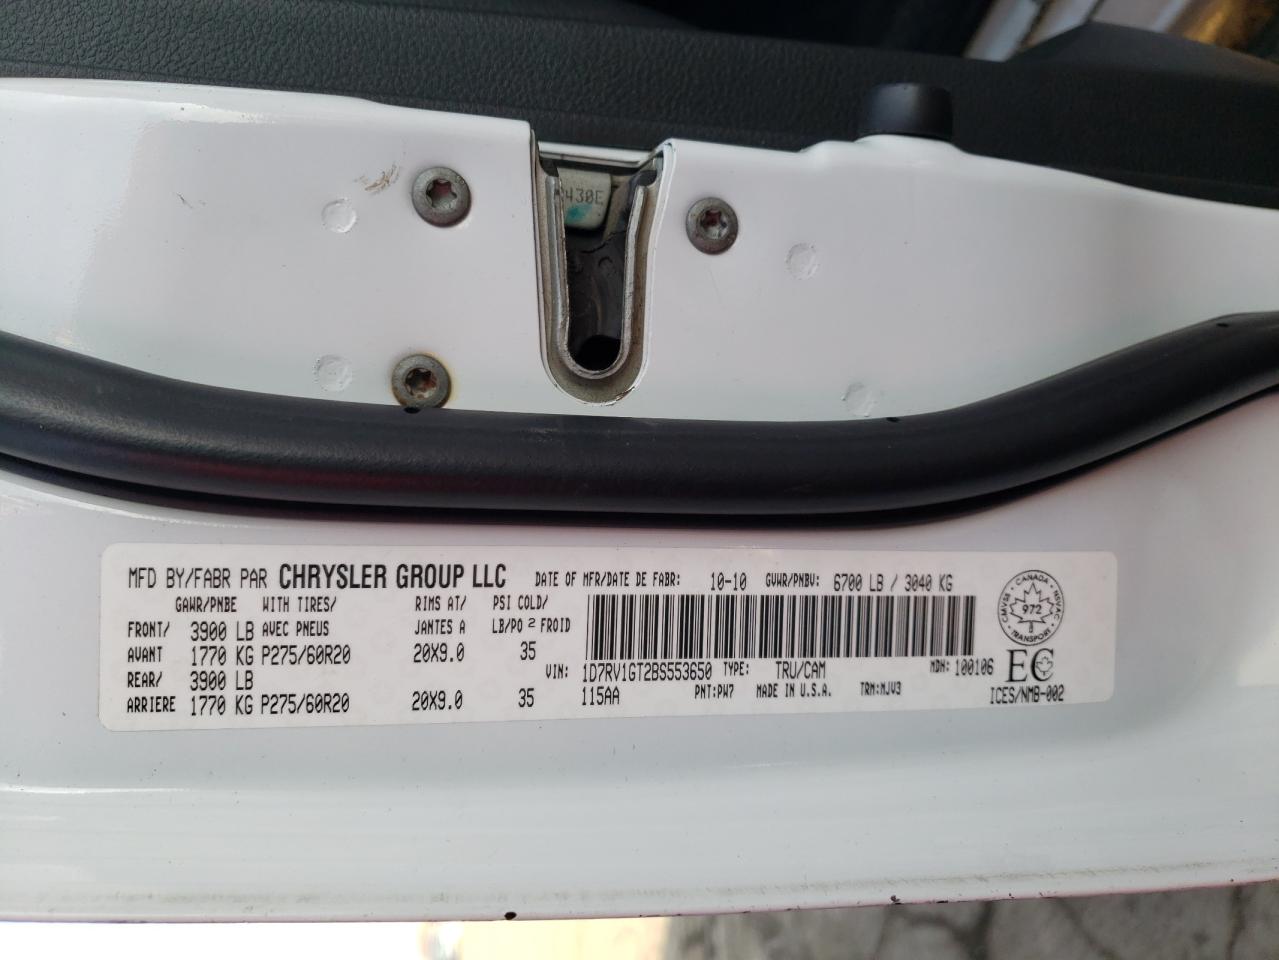 430E
MFD BY/FABR PAR CHRYSLER GROUP LLC DATE OF MFR/DATE DE FABR: 10-10 GVWR/PNBV: 6700 LB / 3040 KG
GAWR/PNBE WITH TIRES/ RIMS AT/ PSI COLD/
FRONT/ 3900 LB AVEC PNEUS JANTES A LB/PO 2 FROID
AVANT 1770 KG P275/60R20 20X9.0 35
REAR/ 3900 LB
ARRIERE 1770 KG P275/60R20 20X9.0 35
VIN: 1D7RV1GT2BS553650 TYPE: TRU/CAM MDH: 100106
115AA PNT:PW7 MADE IN U.S.A. TRM:MJV3
CANADA
CMVSS NSVAC
972
TRANSPORT
EC
ICES/NMB-002